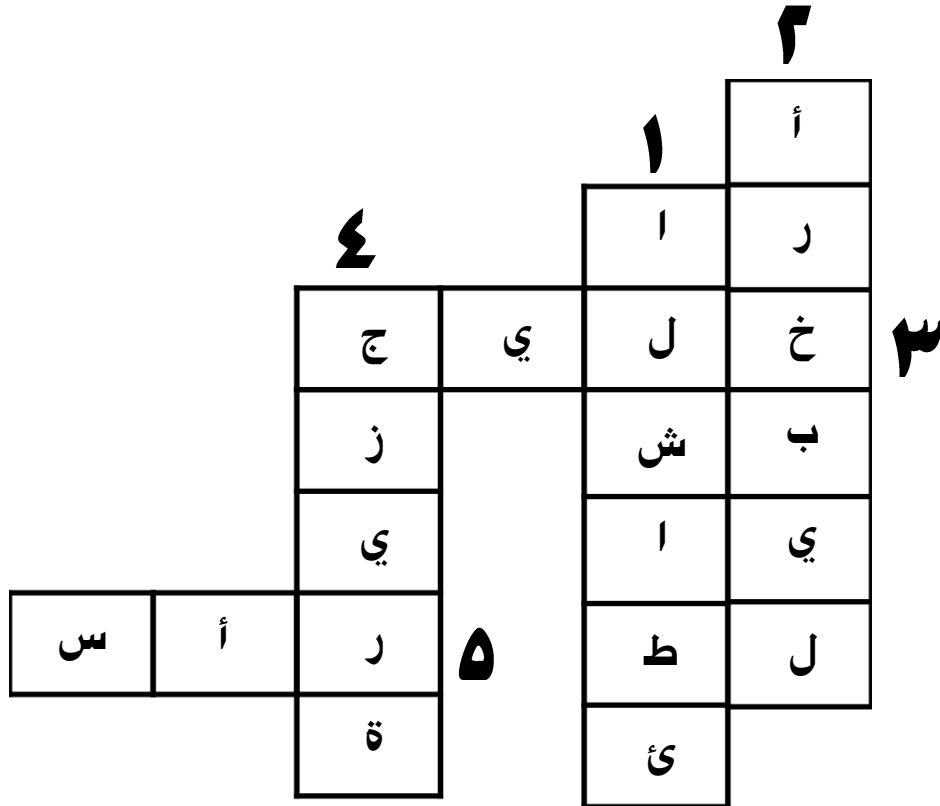 ٢
أ
١
ا ر
٤
خ ل ي ج ٣
ب ش ز
ي ا ي
ل ط ٥ ر أ س
ئ ة